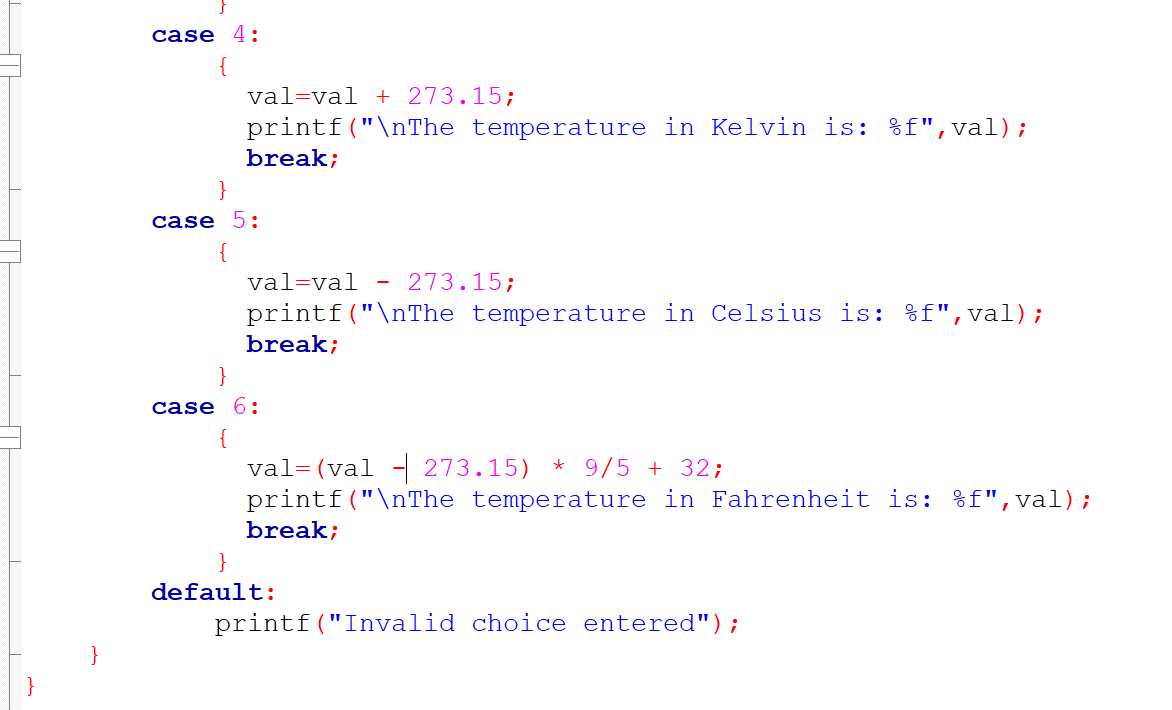 }
case 4:
{
val=val + 273.15;
printf("\nThe temperature in Kelvin is: %f",val);
break;
}
case 5:
{
val=val - 273.15;
printf("\nThe temperature in Celsius is: %f",val);
break;
}
case 6:
{
val=(val - 273.15) * 9/5 + 32;
printf("\nThe temperature in Fahrenheit is: %f",val);
break;
}
default:
printf("Invalid choice entered");
}
}